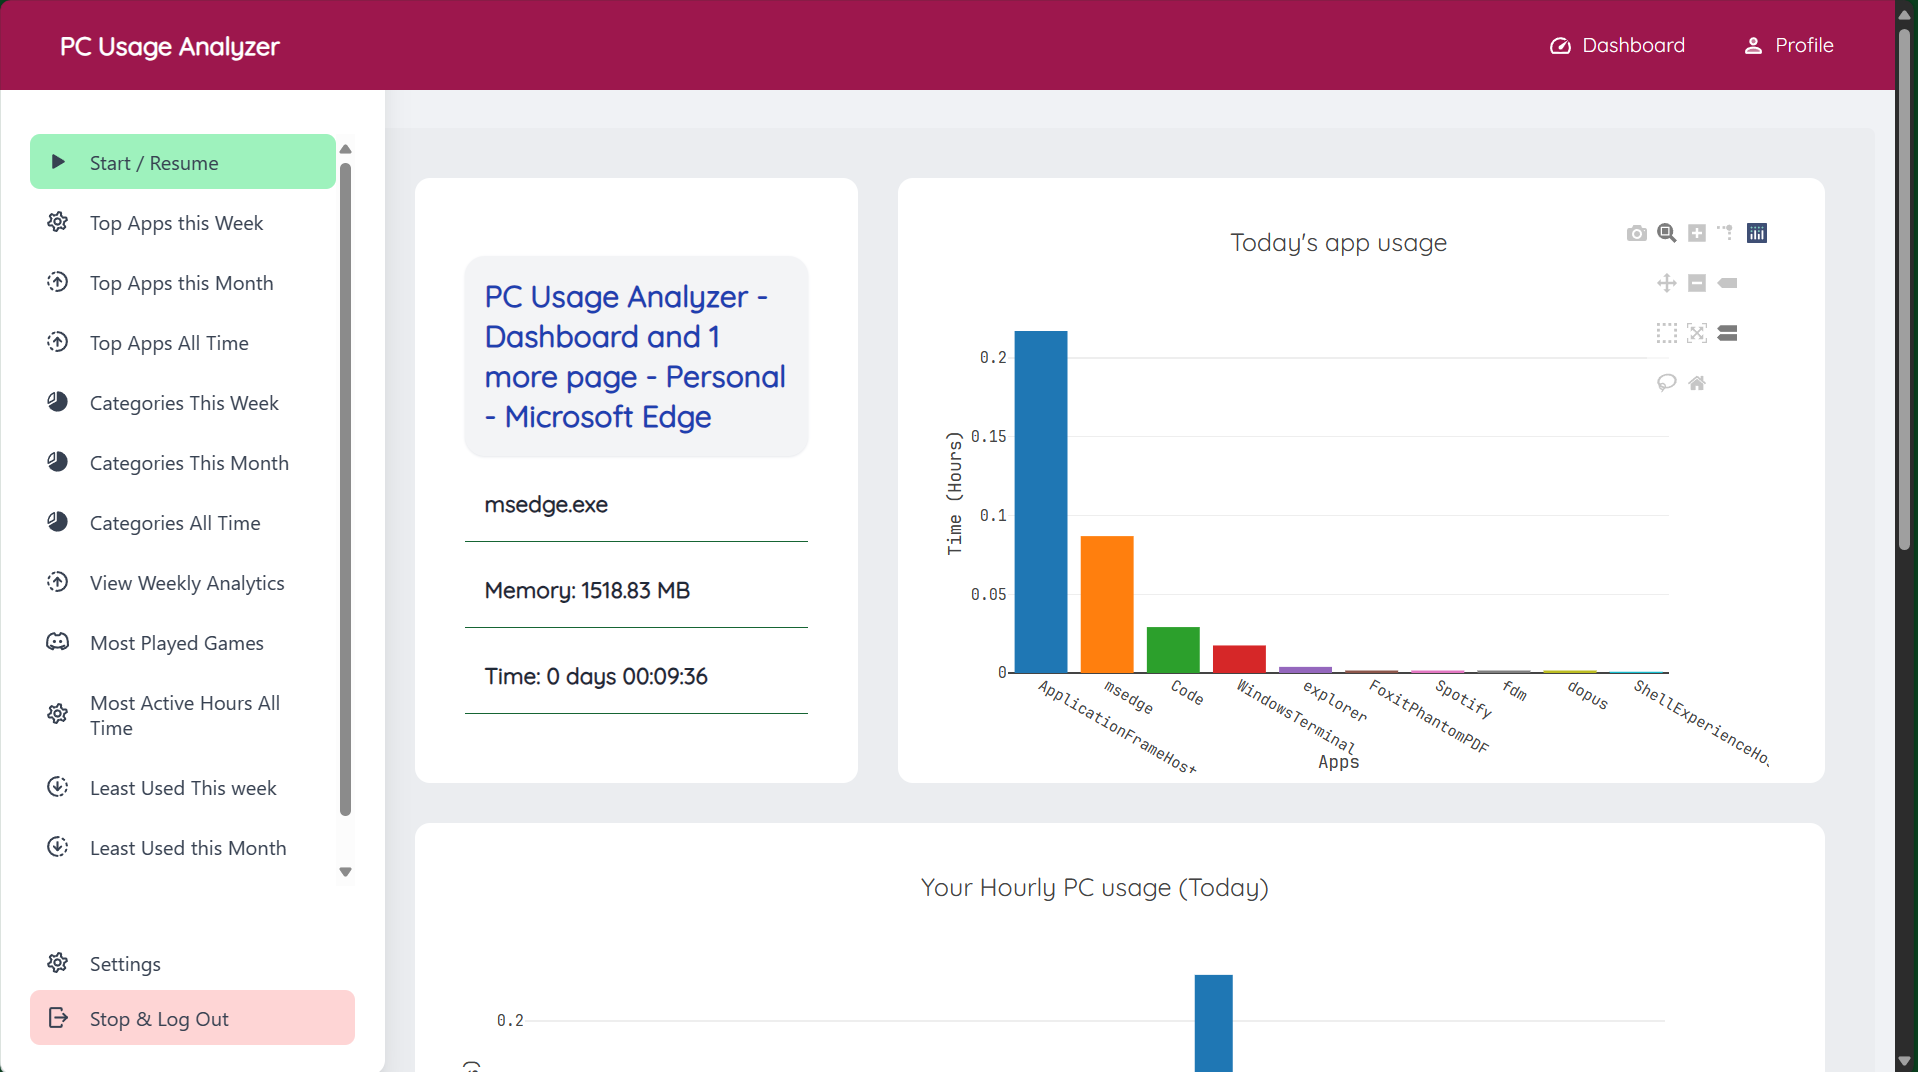 PC Usage Analyzer
Dashboard
Profile
Start / Resume
Top Apps this Week
Top Apps this Month
Top Apps All Time
Categories This Week
Categories This Month
Categories All Time
View Weekly Analytics
Most Played Games
Most Active Hours All
Time
Least Used This week
Least Used this Month
Settings
Stop & Log Out
PC Usage Analyzer -
Dashboard and 1
more page - Personal
- Microsoft Edge
msedge.exe
Memory: 1518.83 MB
Time: 0 days 00:09:36
Today's app usage
Time (Hours)
0.2
0.15
0.1
0.05
0
ApplicationFrameHost
msedge
Code
WindowsTerminal
explorer
FoxitPhantomPDF
Spotify
fdm
dopus
ShellExperienceHo
Apps
Your Hourly PC usage (Today)
0.2